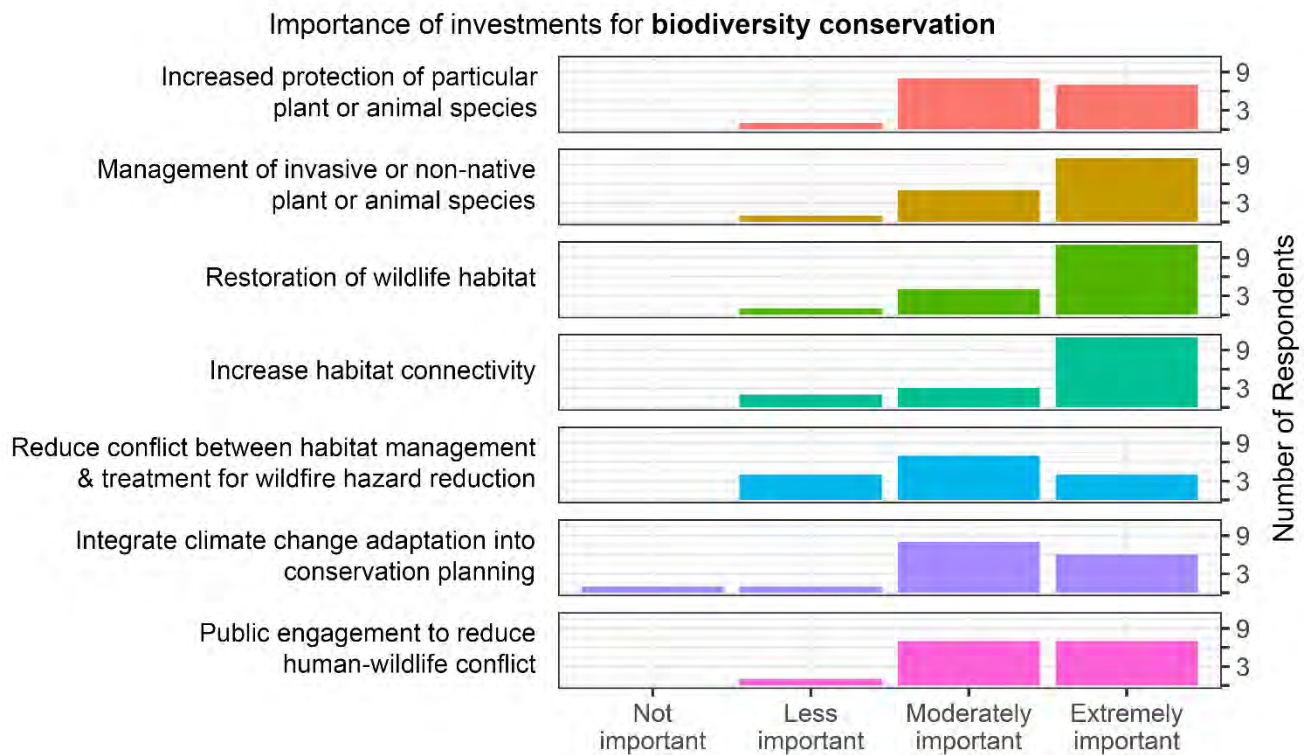 Importance of investments for biodiversity conservation
Increased protection of particular
plant or animal species
9
3
Management of invasive or non-native
plant or animal species
9
3
Restoration of wildlife habitat
9
3
Increase habitat connectivity
9
3
Reduce conflict between habitat management
& treatment for wildfire hazard reduction
9
3
Integrate climate change adaptation into
conservation planning
9
3
Public engagement to reduce
human-wildlife conflict
9
3
Number of Respondents
Not
important
Less
important
Moderately
important
Extremely
important